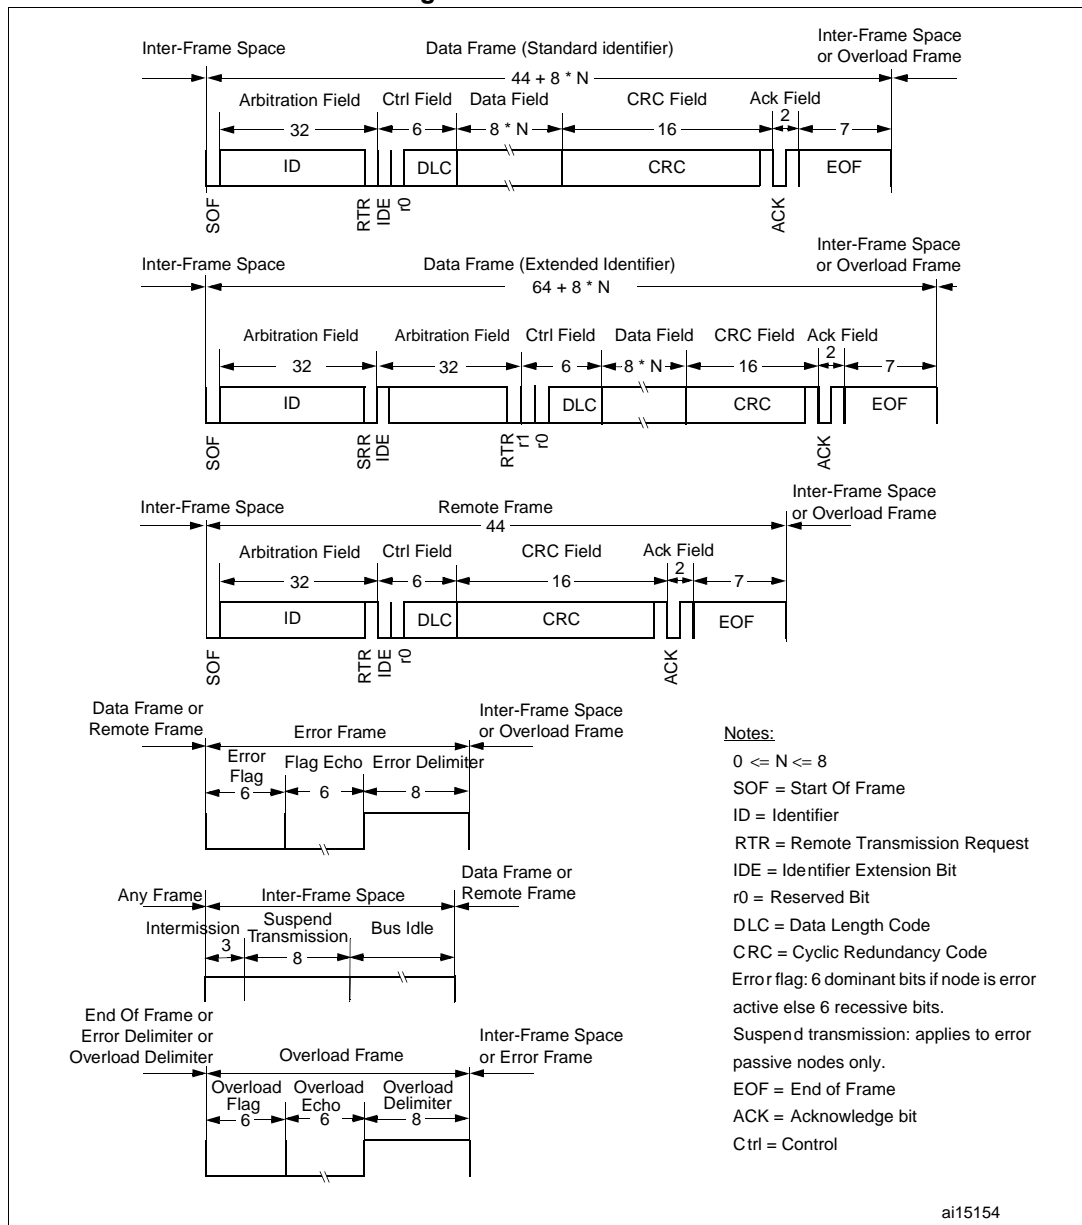 Inter-Frame Space Data Frame (Standard identifier) Inter-Frame Space
or Overload Frame
44 + 8 * N
Arbitration Field Ctrl Field Data Field CRC Field Ack Field
32 6 8 * N 16 2 7
ID DLC CRC EOF
SOF RTR IDE r0 ACK
Inter-Frame Space Data Frame (Extended Identifier) Inter-Frame Space
or Overload Frame
64 + 8 * N
Arbitration Field Arbitration Field Ctrl Field Data Field CRC Field Ack Field
32 32 6 8 * N 16 2 7
ID DLC CRC EOF
SOF SRR IDE RTR r1 r0 ACK
Inter-Frame Space Remote Frame Inter-Frame Space
or Overload Frame
44
Arbitration Field Ctrl Field CRC Field Ack Field
32 6 16 2 7
ID DLC CRC EOF
SOF RTR IDE r0 ACK
Data Frame or
Remote Frame Error Frame Inter-Frame Space
or Overload Frame
Error
Flag Flag Echo Error Delimiter
6 6 8
Any Frame Inter-Frame Space Data Frame or
Remote Frame
Intermission Suspend
Transmission Bus Idle
3 8
End Of Frame or
Error Delimiter or
Overload Delimiter Overload Frame Inter-Frame Space
or Error Frame
Overload
Flag Overload
Echo Overload
Delimiter
6 6 8
Notes:
0 <= N <= 8
SOF = Start Of Frame
ID = Identifier
RTR = Remote Transmission Request
IDE = Identifier Extension Bit
r0 = Reserved Bit
DLC = Data Length Code
CRC = Cyclic Redundancy Code
Error flag: 6 dominant bits if node is error
active else 6 recessive bits.
Suspend transmission: applies to error
passive nodes only.
EOF = End of Frame
ACK = Acknowledge bit
Ctrl = Control
ai15154